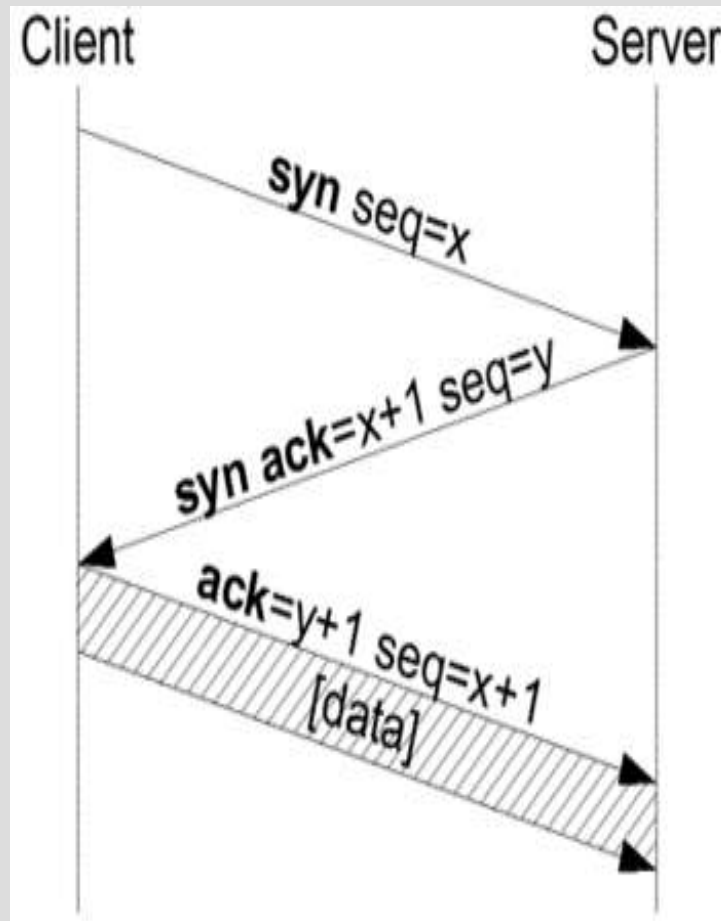 Client
Server
syn seq=x
syn ack=x+1 seq=y
ack=y+1 seq=x+1
[data]